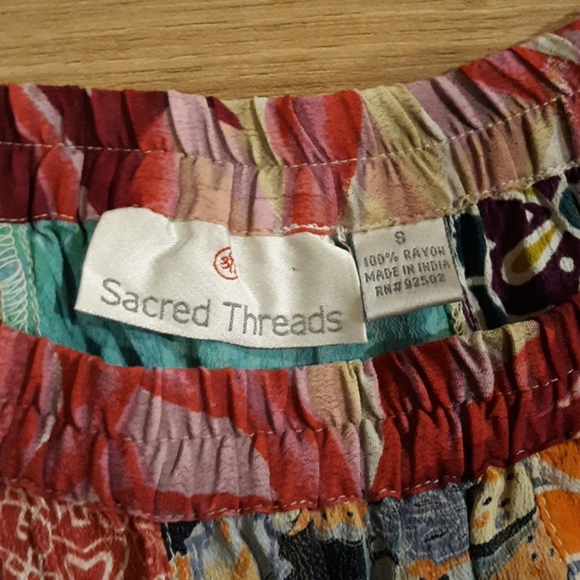 Sacred Threads
S
100% RAYON
MADE IN INDIA
RN# 92502